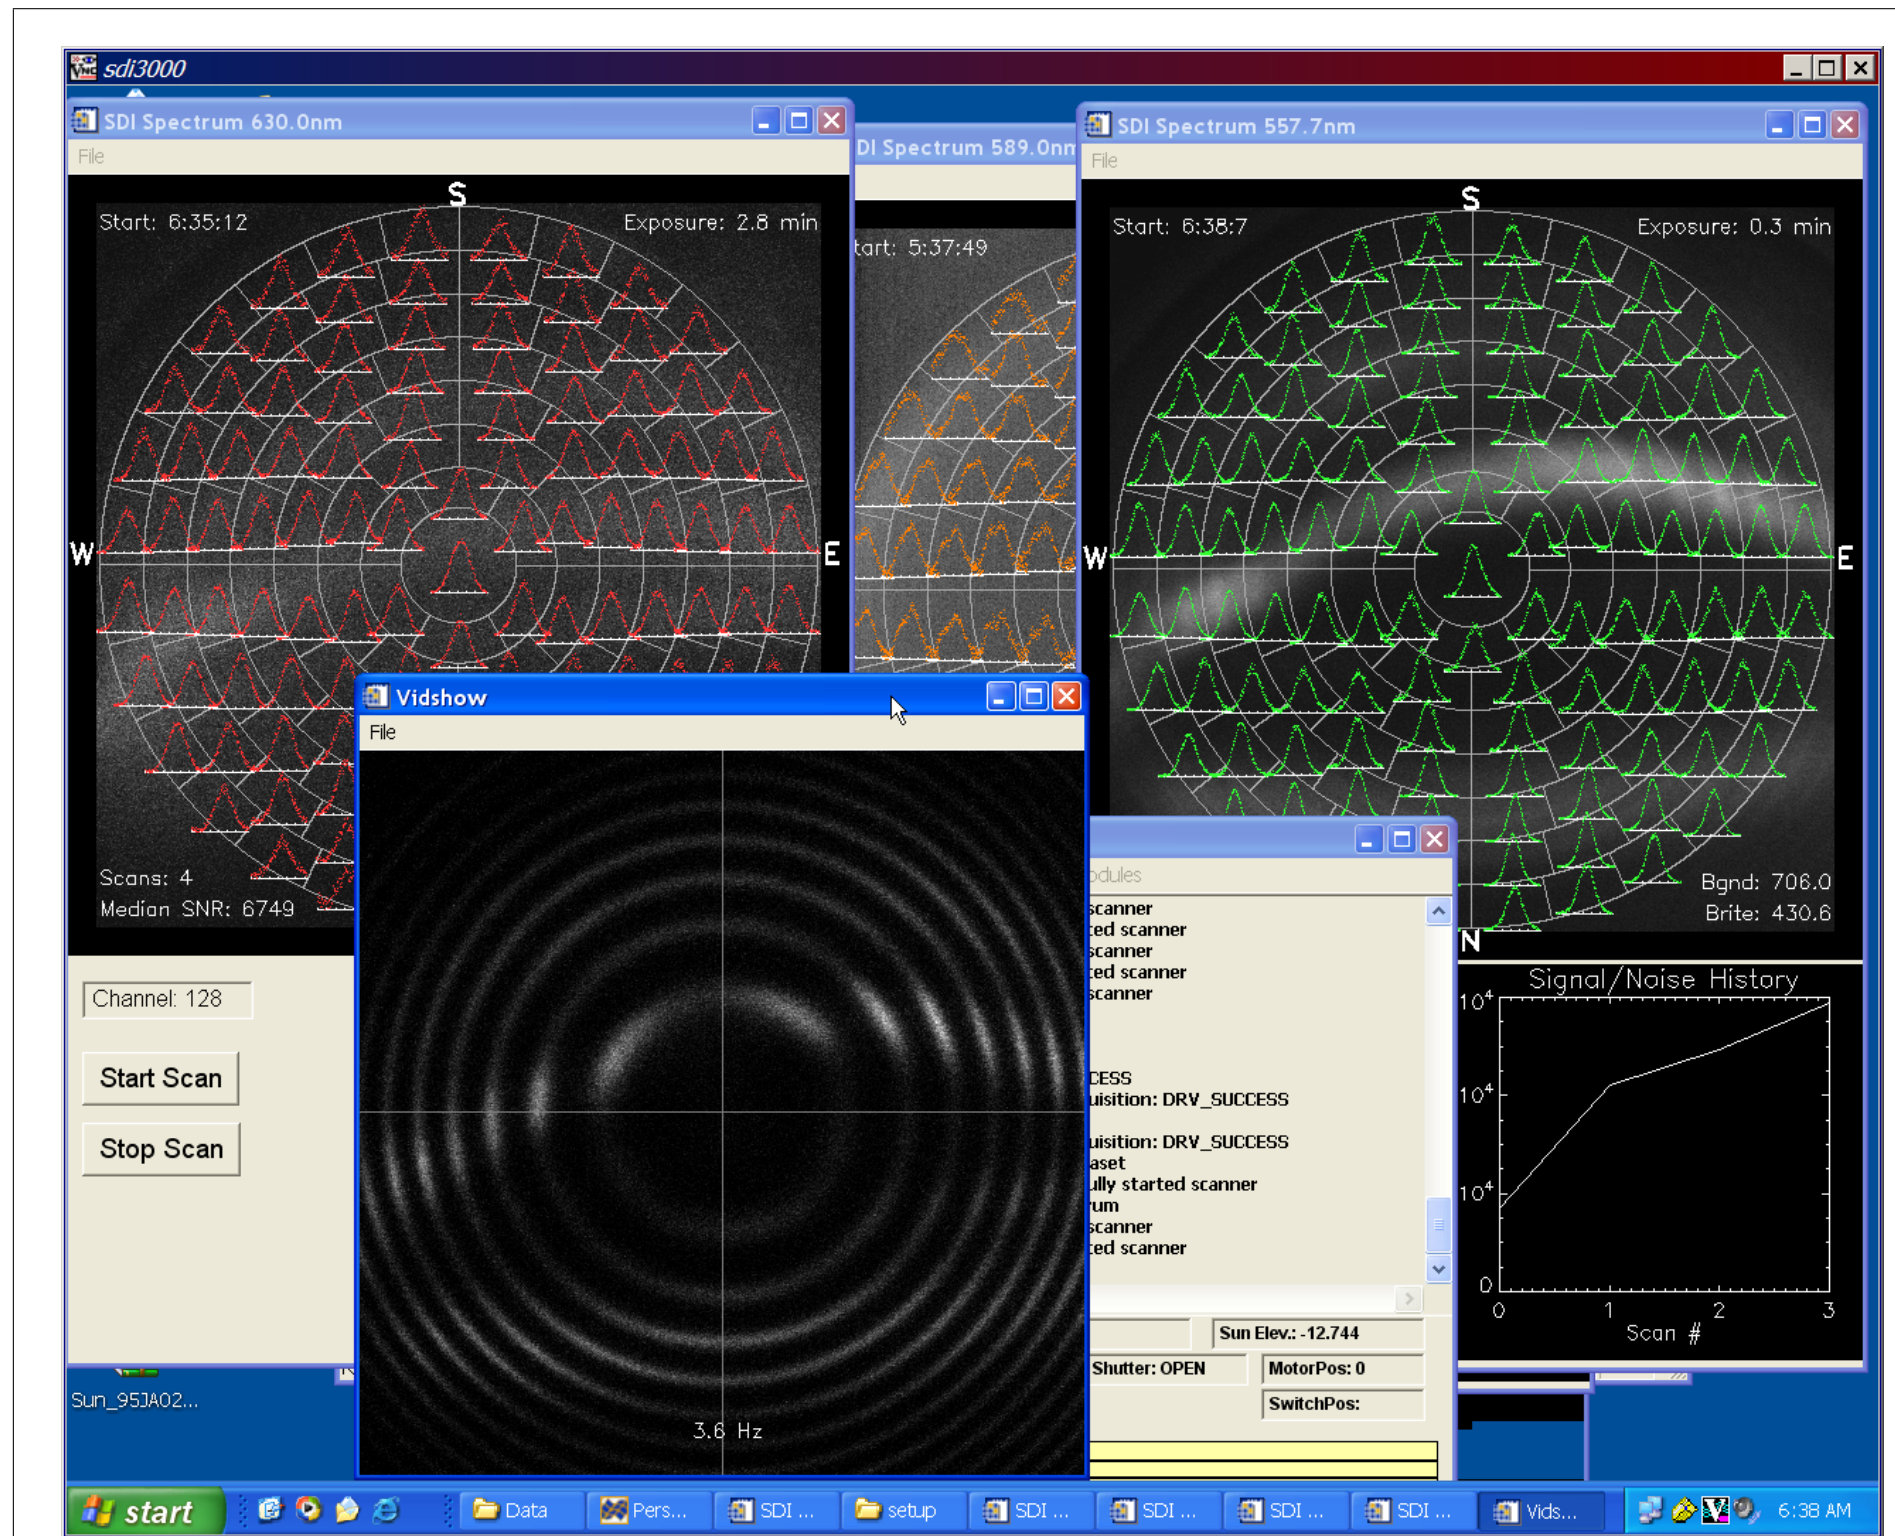 sdi3000
SDI Spectrum 630.0nm
File
S
Start: 6:35:12
Exposure: 2.8 min
W
E
Scans: 4
Median SNR: 6749
Channel: 128
Start Scan
Stop Scan
DI Spectrum 589.0nm
tart: 5:37:49
SDI Spectrum 557.7nm
File
S
Start: 6:38:7
Exposure: 0.3 min
W
E
Bgnd: 706.0
Brite: 430.6
N
Signal/Noise History
10⁴
10⁴
10⁴
0
0 1 2 3
Scan #
Vidshow
File
3.6 Hz
odules
scanner
ted scanner
scanner
ted scanner
scanner
CESS
uisition: DRV_SUCCESS
uisition: DRV_SUCCESS
aset
ully started scanner
rum
scanner
ted scanner
Sun Elev.: -12.744
Shutter: OPEN
MotorPos: 0
SwitchPos:
Sun_95JA02...
start
Data
Pers...
SDI ...
setup
SDI ...
SDI ...
SDI ...
SDI ...
Vids...
6:38 AM